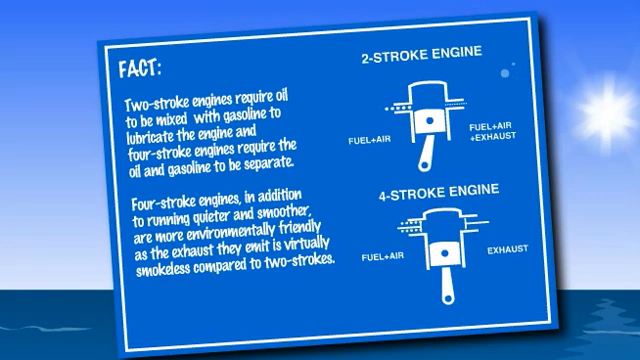 FACT:
Two-stroke engines require oil
to be mixed with gasoline to
lubricate the engine and
four-stroke engines require the
oil and gasoline to be separate.
Four-stroke engines, in addition
to running quieter and smoother,
are more environmentally friendly
as the exhaust they emit is virtually
smokeless compared to two-strokes.
2-STROKE ENGINE
FUEL+AIR
FUEL+AIR
+EXHAUST
4-STROKE ENGINE
FUEL+AIR
EXHAUST